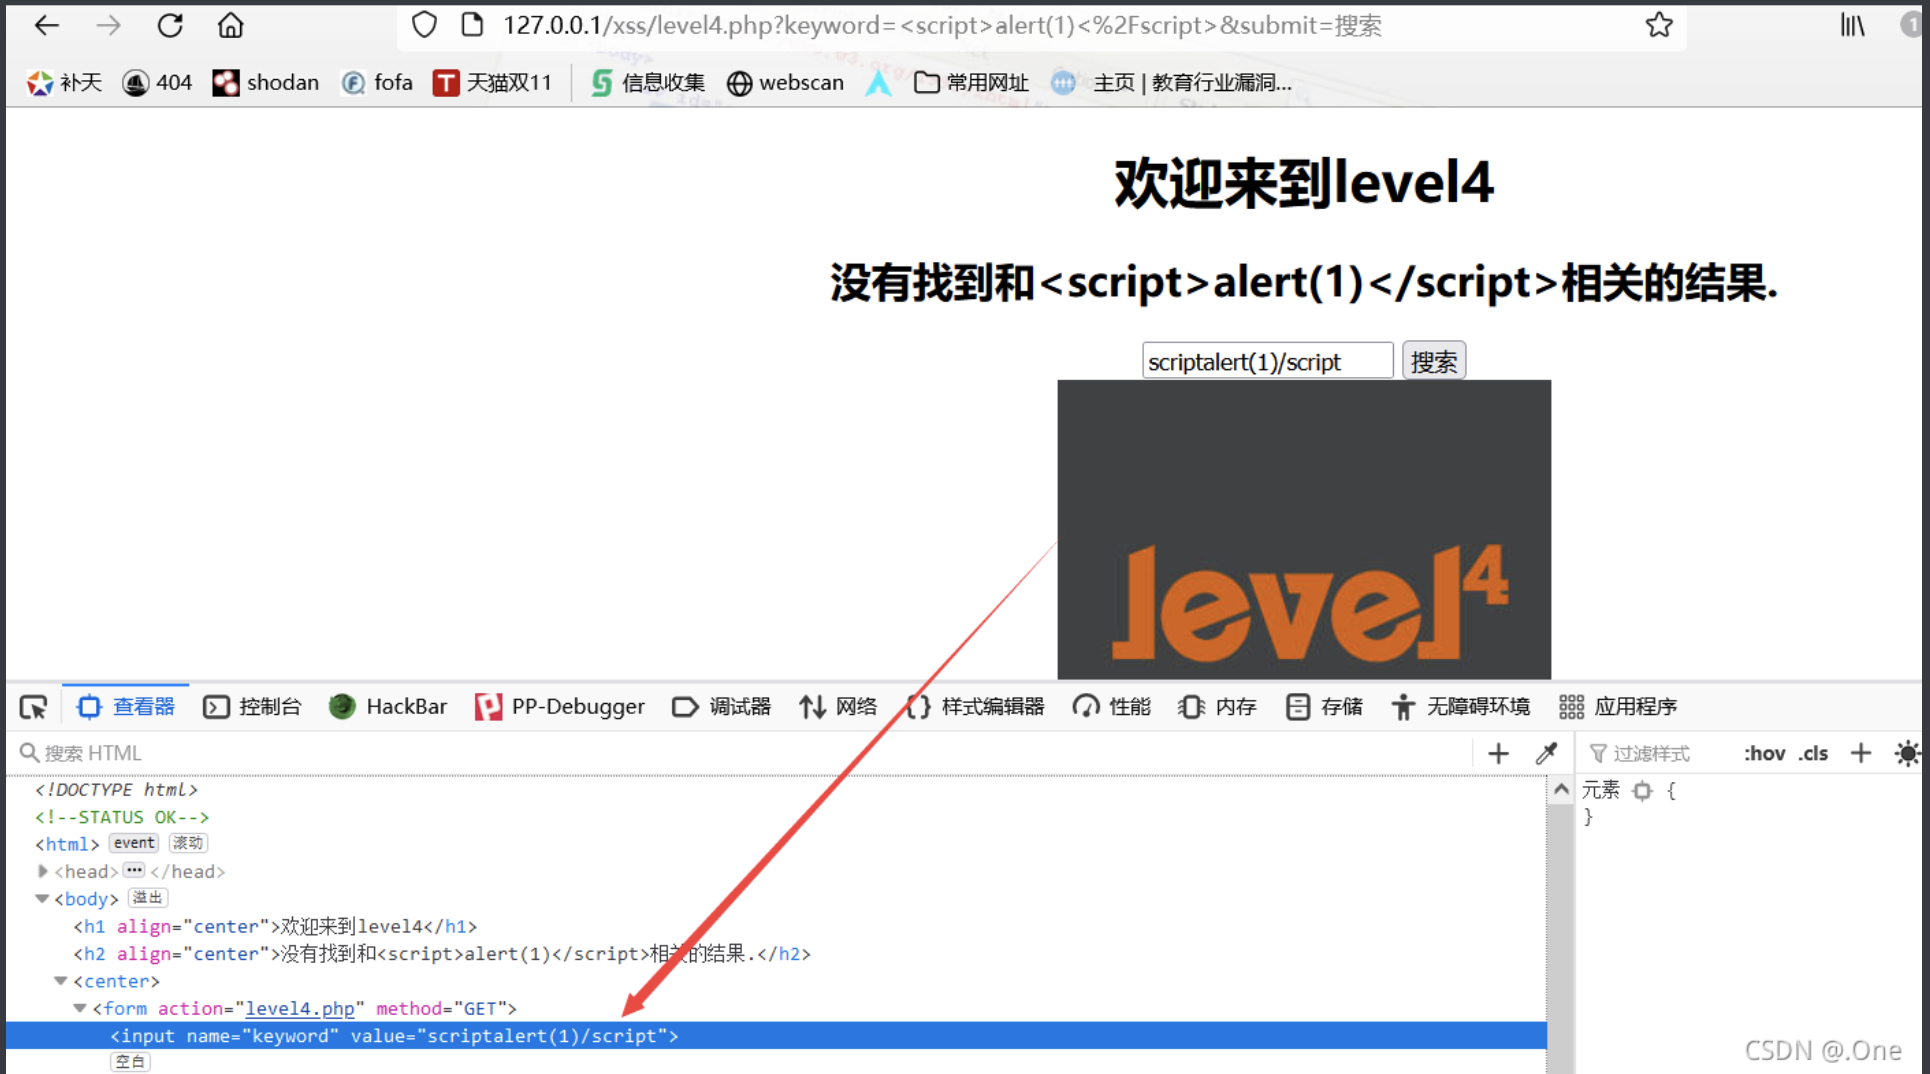 127.0.0.1/xss/level4.php?keyword=<script>alert(1)<%2Fscript>&submit=搜索
1
补天 404 shodan fofa T 天猫双11 信息收集 webscan 常用网址 主页 | 教育行业漏洞...
欢迎来到level4
没有找到和<script>alert(1)</script>相关的结果.
scriptalert(1)/script 搜索
level4
查看器 控制台 HackBar PP-Debugger 调试器 网络 {} 样式编辑器 性能 内存 存储 无障碍环境 应用程序
搜索 HTML + 过滤样式 :hov .cls +
<!DOCTYPE html>
<!--STATUS OK-->
<html> event 滚动
<head> ••• </head>
<body> 溢出
<h1 align="center">欢迎来到level4</h1>
<h2 align="center">没有找到和<script>alert(1)</script>相关的结果.</h2>
<center>
<form action="level4.php" method="GET">
<input name="keyword" value="scriptalert(1)/script">
空白
元素 {
}
CSDN @.One